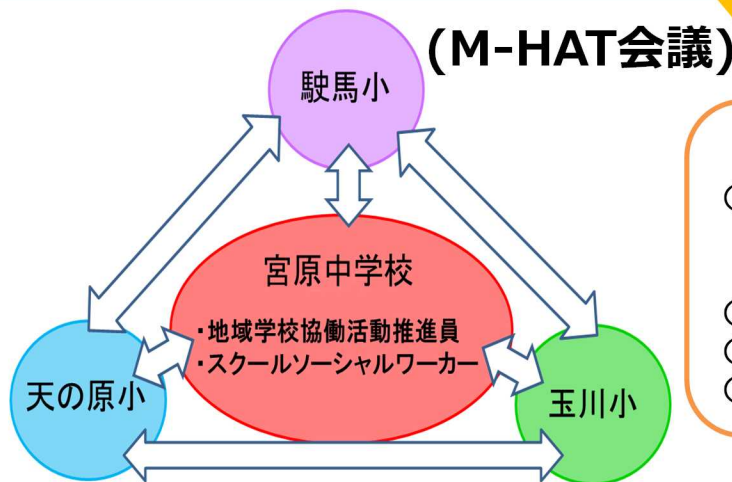 (M-HAT会議)
駛馬小
宮原中学校
・地域学校協働活動推進員
・スクールソーシャルワーカー
天の原小
玉川小